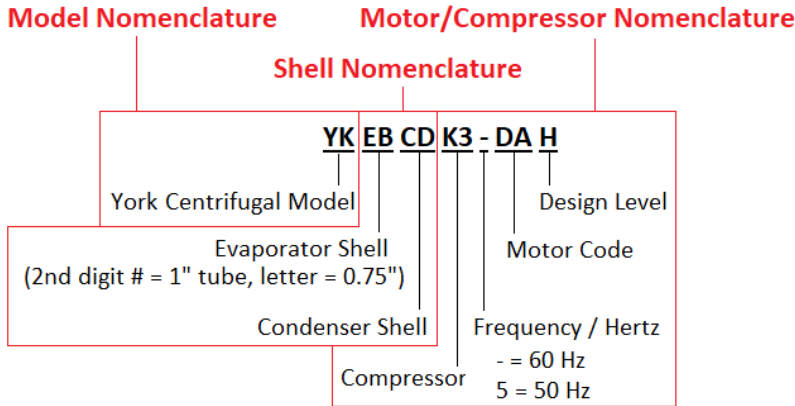 Model Nomenclature
Motor/Compressor Nomenclature
Shell Nomenclature
YK EB CD K3 - DA H
York Centrifugal Model
Design Level
Evaporator Shell
Motor Code
(2nd digit # = 1" tube, letter = 0.75")
Condenser Shell
Frequency / Hertz
- = 60 Hz
Compressor
5 = 50 Hz